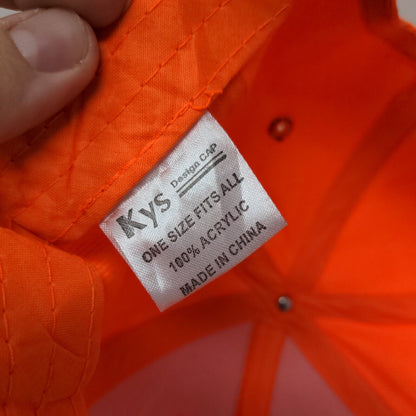 Kys Design CAP
ONE SIZE FITS ALL
100% ACRYLIC
MADE IN CHINA